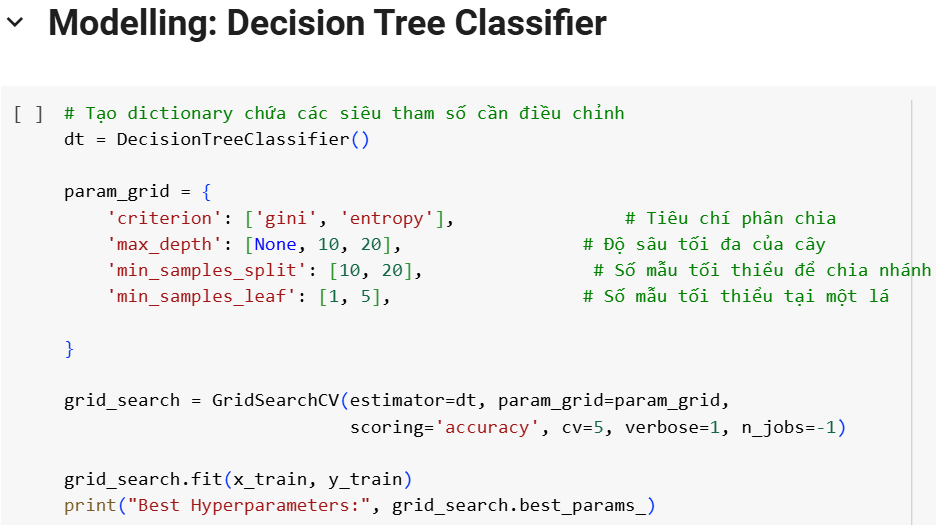 Modelling: Decision Tree Classifier
[ ] # Tạo dictionary chứa các siêu tham số cần điều chỉnh
dt = DecisionTreeClassifier()
param_grid = {
'criterion': ['gini', 'entropy'], # Tiêu chí phân chia
'max_depth': [None, 10, 20], # Độ sâu tối đa của cây
'min_samples_split': [10, 20], # Số mẫu tối thiểu để chia nhánh
'min_samples_leaf': [1, 5], # Số mẫu tối thiểu tại một lá
}
grid_search = GridSearchCV(estimator=dt, param_grid=param_grid,
scoring='accuracy', cv=5, verbose=1, n_jobs=-1)
grid_search.fit(x_train, y_train)
print("Best Hyperparameters:", grid_search.best_params_)